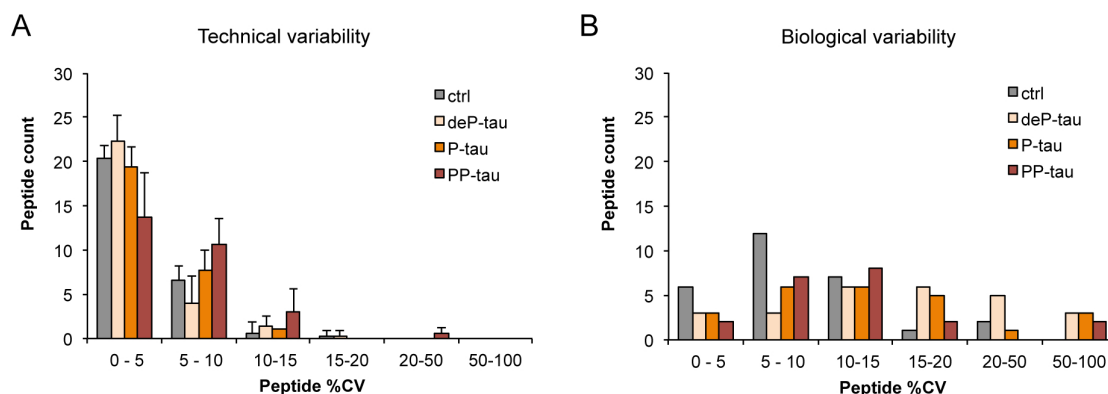 A
Technical variability
Peptide count
30
25
20
15
10
5
0
ctrl
deP-tau
P-tau
PP-tau
0 - 5
5 - 10
10-15
15-20
20-50
50-100
Peptide %CV
B
Biological variability
Peptide count
30
25
20
15
10
5
0
ctrl
deP-tau
P-tau
PP-tau
0 - 5
5 - 10
10-15
15-20
20-50
50-100
Peptide %CV